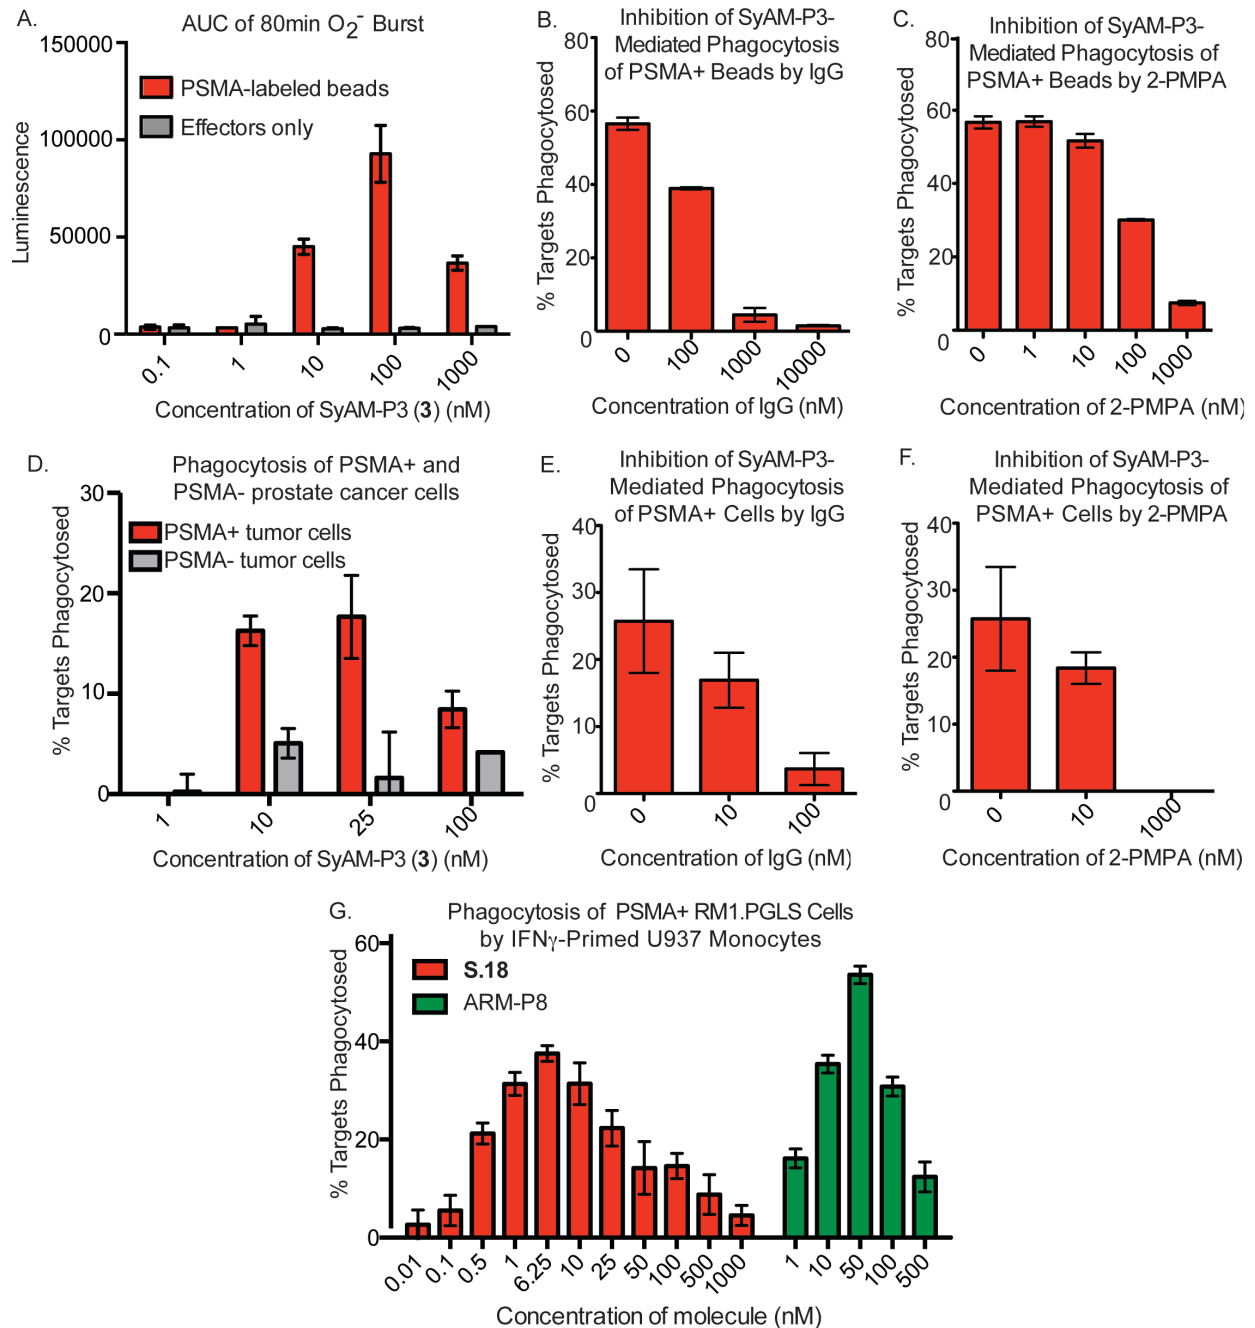 A.
AUC of 80min O2- Burst
150000
100000
50000
0
Luminescence
PSMA-labeled beads
Effectors only
0.1
1
10
100
1000
Concentration of SyAM-P3 (3) (nM)
B.
Inhibition of SyAM-P3-
Mediated Phagocytosis
of PSMA+ Beads by IgG
80
60
40
20
0
% Targets Phagocytosed
0
100
1000
10000
Concentration of IgG (nM)
C.
Inhibition of SyAM-P3-
Mediated Phagocytosis of
PSMA+ Beads by 2-PMPA
80
60
40
20
0
% Targets Phagocytosed
0
1
10
100
1000
Concentration of 2-PMPA (nM)
D.
Phagocytosis of PSMA+ and
PSMA- prostate cancer cells
30
20
10
0
% Targets Phagocytosed
PSMA+ tumor cells
PSMA- tumor cells
1
10
25
100
Concentration of SyAM-P3 (3) (nM)
E.
Inhibition of SyAM-P3-
Mediated Phagocytosis
of PSMA+ Cells by IgG
40
30
20
10
0
% Targets Phagocytosed
0
10
100
Concentration of IgG (nM)
F.
Inhibition of SyAM-P3-
Mediated Phagocytosis of
PSMA+ Cells by 2-PMPA
40
30
20
10
0
% Targets Phagocytosed
0
10
1000
Concentration of 2-PMPA (nM)
G.
Phagocytosis of PSMA+ RM1.PGLS Cells
by IFNγ-Primed U937 Monocytes
60
40
20
0
% Targets Phagocytosed
S.18
ARM-P8
0.01
0.1
0.5
1
6.25
10
25
50
100
500
1000
1
10
50
100
500
Concentration of molecule (nM)